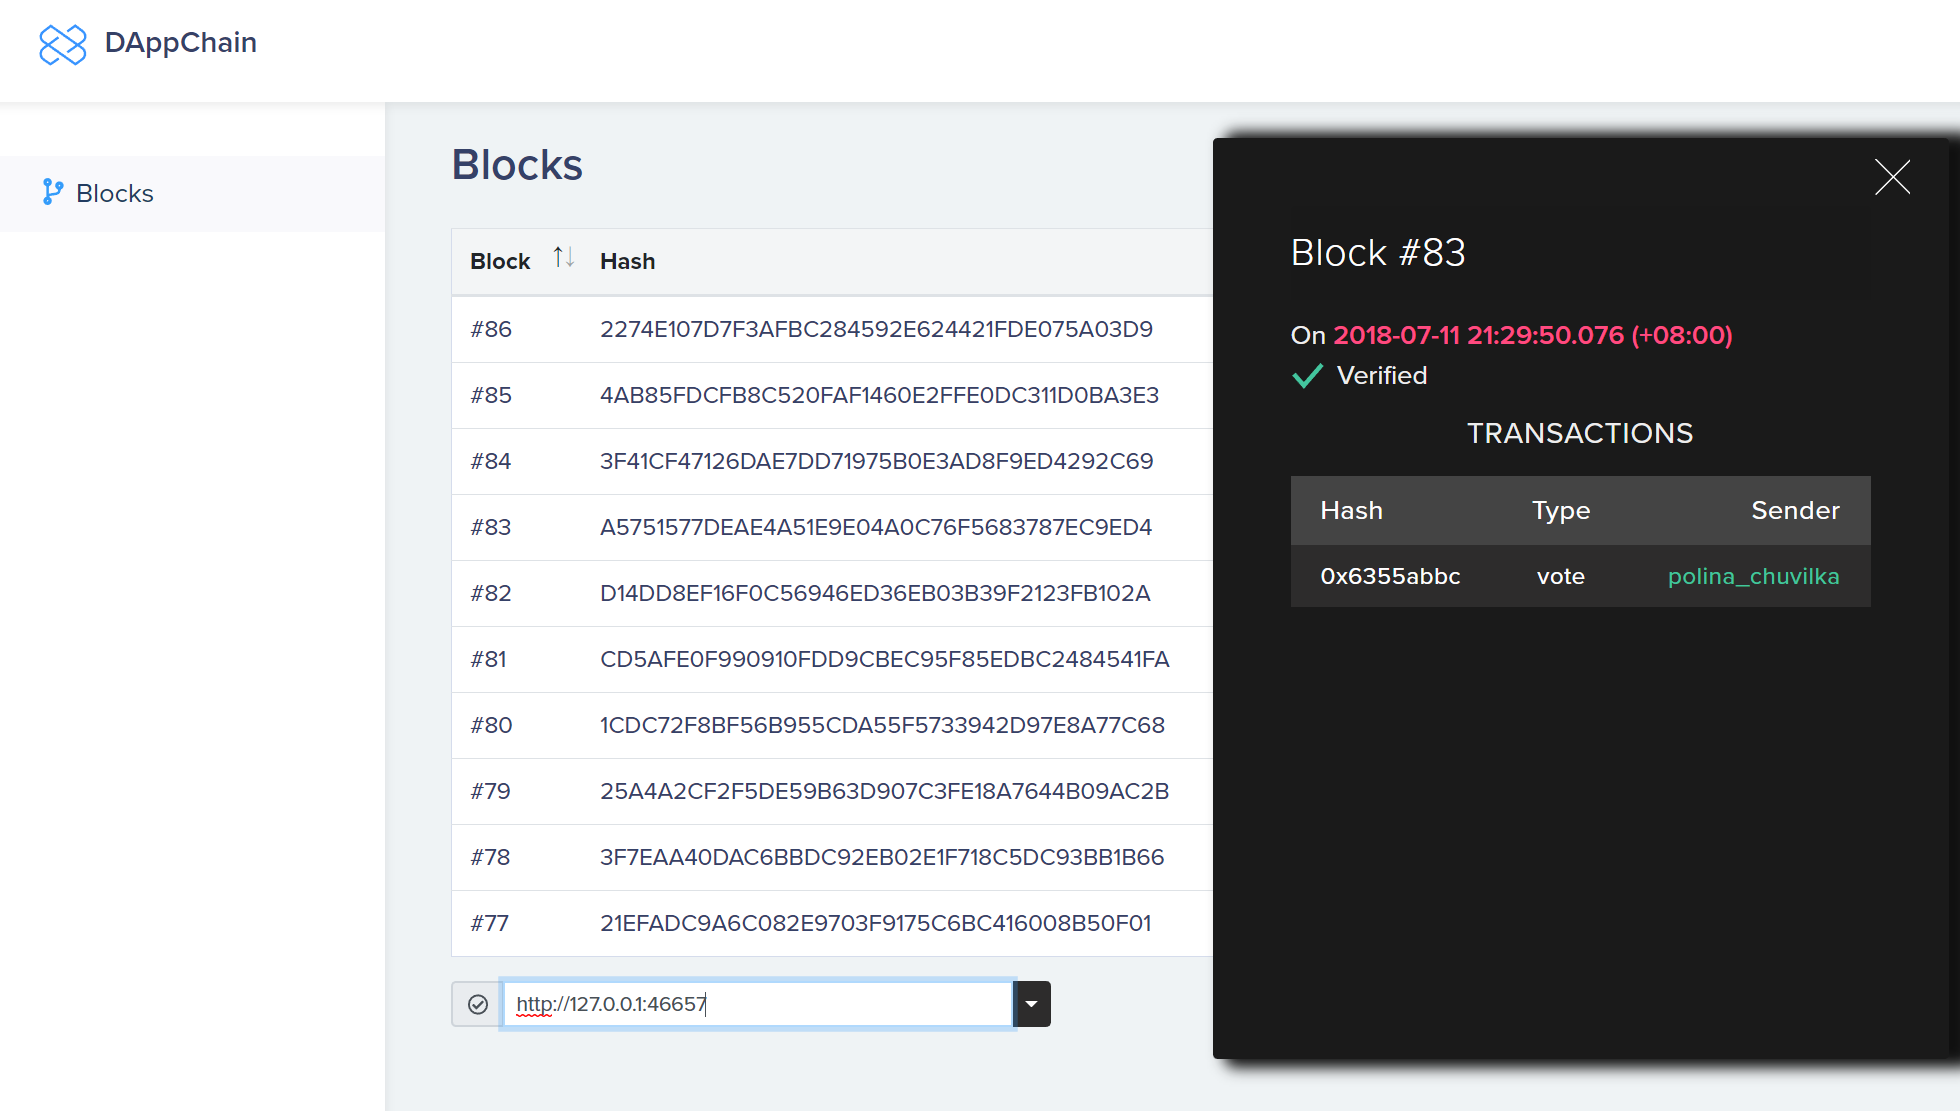 DAppChain
Blocks
Blocks
Block Hash
#86 2274E107D7F3AFBC284592E624421FDE075A03D9
#85 4AB85FDCFB8C520FAF1460E2FFE0DC311D0BA3E3
#84 3F41CF47126DAE7DD71975B0E3AD8F9ED4292C69
#83 A5751577DEAE4A51E9E04A0C76F5683787EC9ED4
#82 D14DD8EF16F0C56946ED36EB03B39F2123FB102A
#81 CD5AFE0F990910FDD9CBEC95F85EDBC2484541FA
#80 1CDC72F8BF56B955CDA55F5733942D97E8A77C68
#79 25A4A2CF2F5DE59B63D907C3FE18A7644B09AC2B
#78 3F7EAA40DAC6BBDC92EB02E1F718C5DC93BB1B66
#77 21EFADC9A6C082E9703F9175C6BC416008B50F01
http://127.0.0.1:46657
Block #83
On 2018-07-11 21:29:50.076 (+08:00)
Verified
TRANSACTIONS
Hash Type Sender
0x6355abbc vote polina_chuvilka